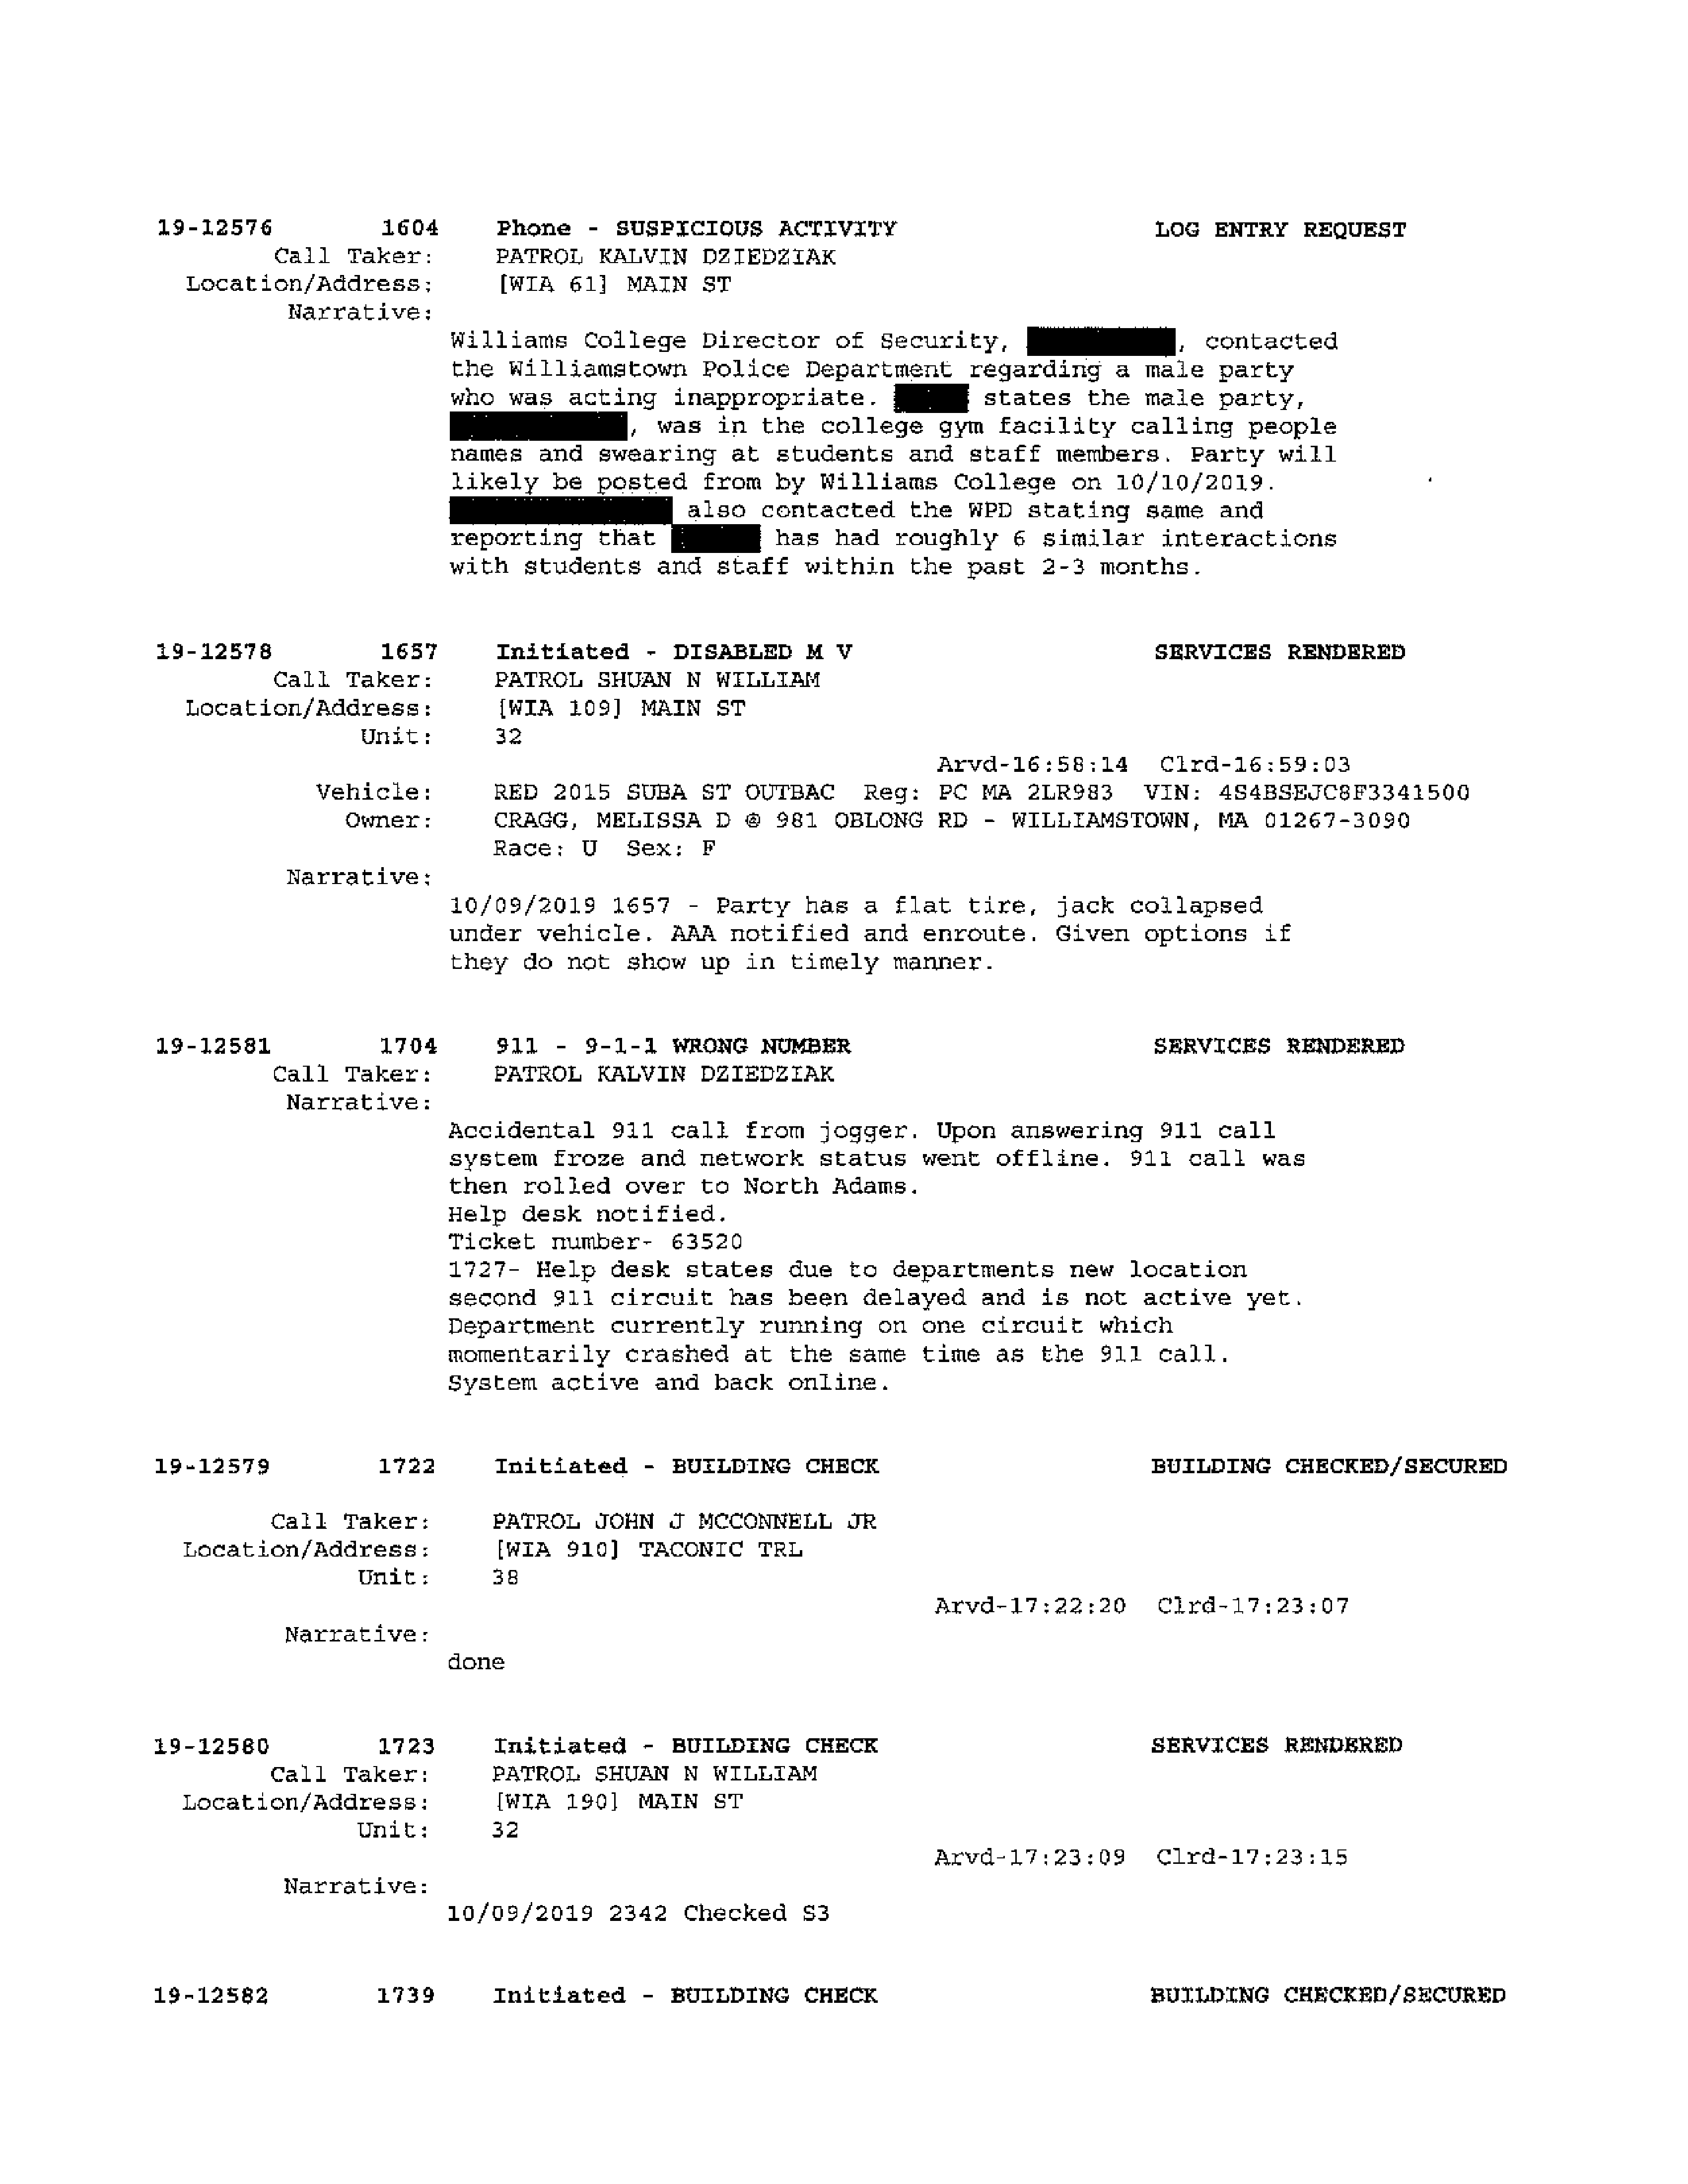 19-12576 1604 Phone - SUSPICIOUS ACTIVITY LOG ENTRY REQUEST
Call Taker: PATROL KALVIN DZIEDZIAK
Location/Address: [WIA 61] MAIN ST
Narrative:
Williams College Director of Security, , contacted
the Williamstown Police Department regarding a male party
who was acting inappropriate. states the male party,
, was in the college gym facility calling people
names and swearing at students and staff members. Party will
likely be posted from by Williams College on 10/10/2019.
also contacted the WPD stating same and
reporting that has had roughly 6 similar interactions
with students and staff within the past 2-3 months.
19-12578 1657 Initiated - DISABLED M V SERVICES RENDERED
Call Taker: PATROL SHUAN N WILLIAM
Location/Address: [WIA 109] MAIN ST
Unit: 32
Arvd-16:58:14 Clrd-16:59:03
Vehicle: RED 2015 SUBA ST OUTBAC Reg: PC MA 2LR983 VIN: 4S4BSEJC8F3341500
Owner: CRAGG, MELISSA D @ 981 OBLONG RD - WILLIAMSTOWN, MA 01267-3090
Race: U Sex: F
Narrative:
10/09/2019 1657 - Party has a flat tire, jack collapsed
under vehicle. AAA notified and enroute. Given options if
they do not show up in timely manner.
19-12581 1704 911 - 9-1-1 WRONG NUMBER SERVICES RENDERED
Call Taker: PATROL KALVIN DZIEDZIAK
Narrative:
Accidental 911 call from jogger. Upon answering 911 call
system froze and network status went offline. 911 call was
then rolled over to North Adams.
Help desk notified.
Ticket number- 63520
1727- Help desk states due to departments new location
second 911 circuit has been delayed and is not active yet.
Department currently running on one circuit which
momentarily crashed at the same time as the 911 call.
System active and back online.
19-12579 1722 Initiated - BUILDING CHECK BUILDING CHECKED/SECURED
Call Taker: PATROL JOHN J MCCONNELL JR
Location/Address: [WIA 910] TACONIC TRL
Unit: 38
Arvd-17:22:20 Clrd-17:23:07
Narrative:
done
19-12580 1723 Initiated - BUILDING CHECK SERVICES RENDERED
Call Taker: PATROL SHUAN N WILLIAM
Location/Address: [WIA 190] MAIN ST
Unit: 32
Arvd-17:23:09 Clrd-17:23:15
Narrative:
10/09/2019 2342 Checked S3
19-12582 1739 Initiated - BUILDING CHECK BUILDING CHECKED/SECURED